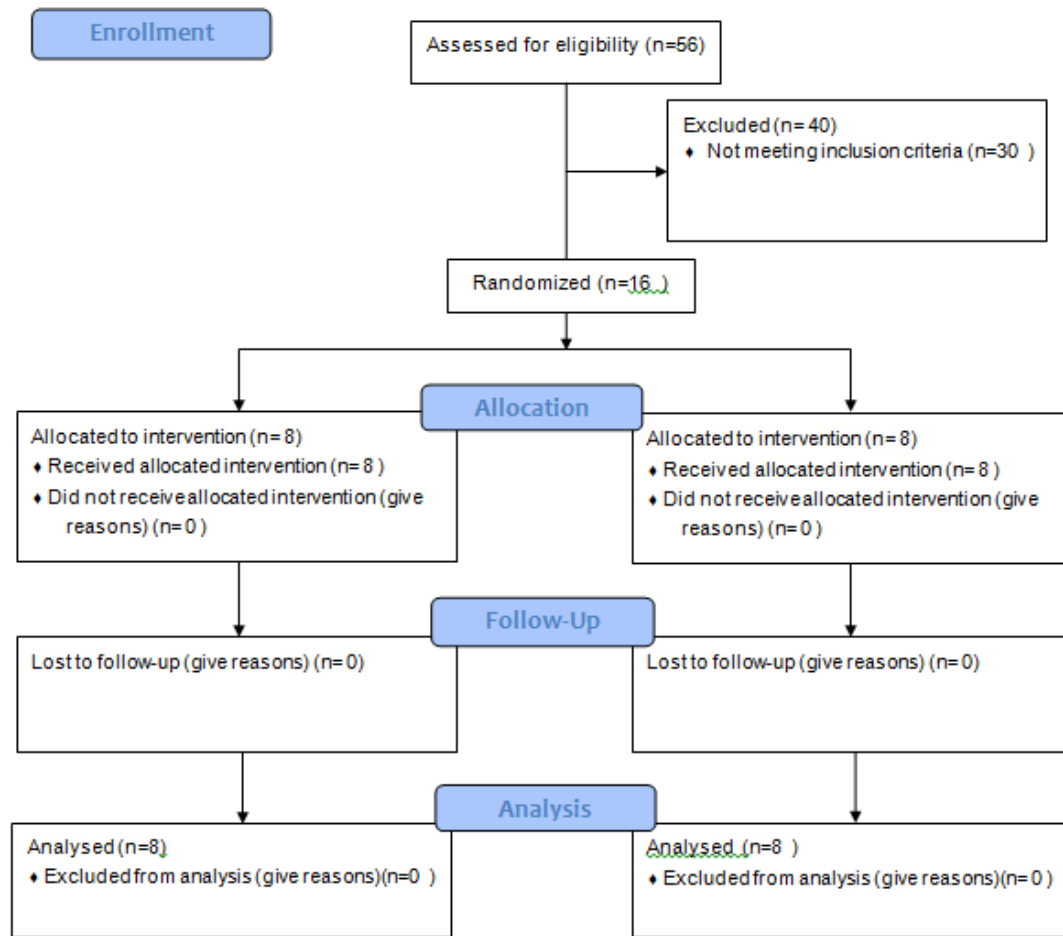 Enrollment
Assessed for eligibility (n=56)
Excluded (n= 40)
♦ Not meeting inclusion criteria (n=30 )
Randomized (n=16 )
Allocation
Allocated to intervention (n= 8)
♦ Received allocated intervention (n= 8 )
♦ Did not receive allocated intervention (give
reasons) (n= 0 )
Allocated to intervention (n= 8)
♦ Received allocated intervention (n= 8 )
♦ Did not receive allocated intervention (give
reasons) (n= 0 )
Follow-Up
Lost to follow-up (give reasons) (n= 0)
Lost to follow-up (give reasons) (n= 0)
Analysis
Analysed (n=8)
♦ Excluded from analysis (give reasons)(n=0 )
Analysed (n=8 )
♦ Excluded from analysis (give reasons)(n= 0 )